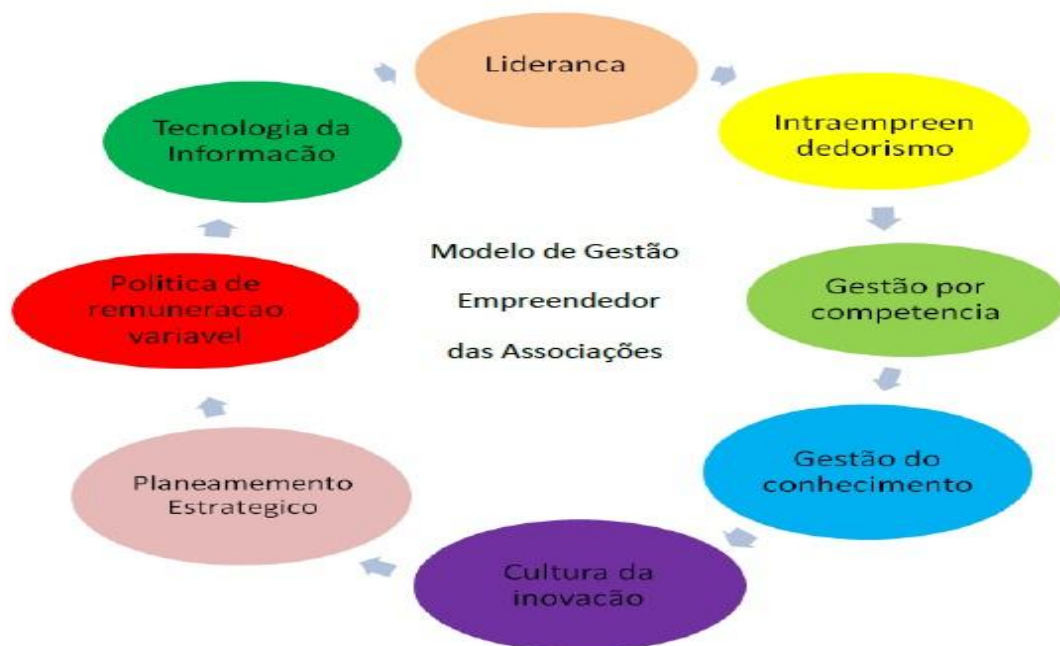 Lideranca
Intraempreen
dedorismo
Gestão por
competencia
Gestão do
conhecimento
Cultura da
inovacão
Planeamemento
Estrategico
Politica de
remuneracao
variavel
Tecnologia da
Informacão
Modelo de Gestão
Empreendedor
das Associações